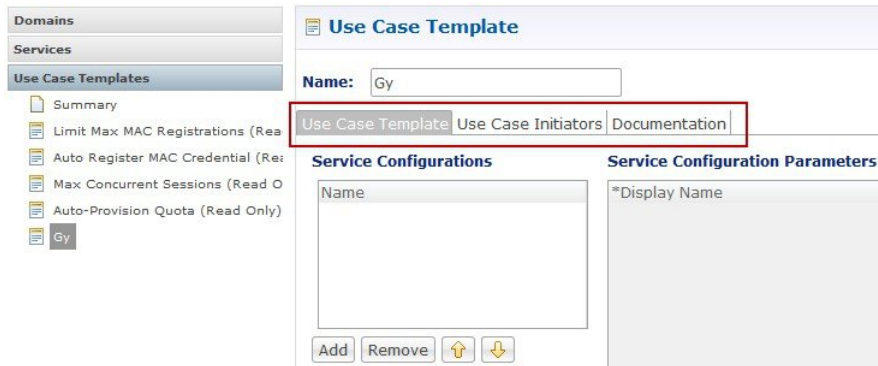 Domains
Services
Use Case Templates
Summary
Limit Max MAC Registrations (Rea
Auto Register MAC Credential (Rea
Max Concurrent Sessions (Read O
Auto-Provision Quota (Read Only)
Gy
Use Case Template
Name: Gy
Use Case Template Use Case Initiators Documentation
Service Configurations Service Configuration Parameters
Name *Display Name
Add Remove